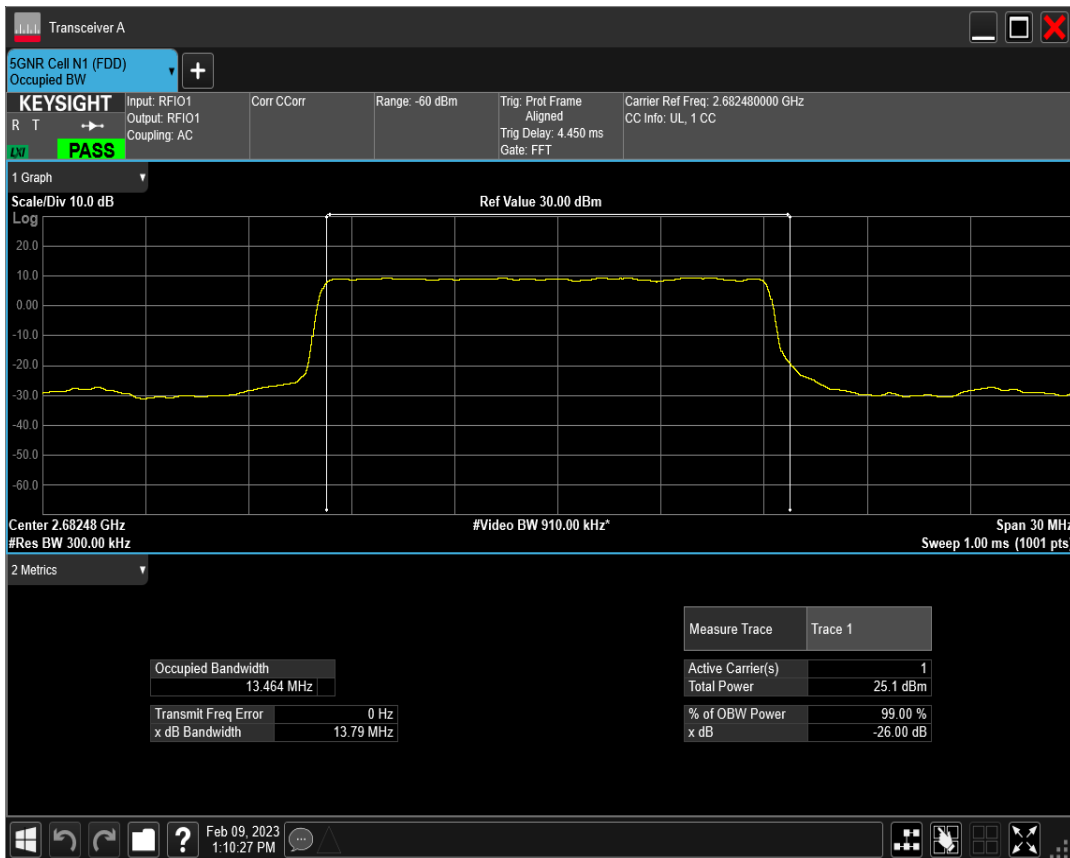 Transceiver A
5GNR Cell N1 (FDD)
Occupied BW
+
KEYSIGHT
R T
LXI
PASS
Input: RFIO1
Output: RFIO1
Coupling: AC
Corr CCorr
Range: -60 dBm
Trig: Prot Frame
Aligned
Trig Delay: 4.450 ms
Gate: FFT
Carrier Ref Freq: 2.682480000 GHz
CC Info: UL, 1 CC
1 Graph
Scale/Div 10.0 dB
Ref Value 30.00 dBm
Log
20.0
10.0
0.00
-10.0
-20.0
-30.0
-40.0
-50.0
-60.0
Center 2.68248 GHz
#Video BW 910.00 kHz*
Span 30 MHz
#Res BW 300.00 kHz
Sweep 1.00 ms (1001 pts)
2 Metrics
Measure Trace Trace 1
Occupied Bandwidth
13.464 MHz
Active Carrier(s) 1
Total Power 25.1 dBm
Transmit Freq Error 0 Hz
x dB Bandwidth 13.79 MHz
% of OBW Power 99.00 %
x dB -26.00 dB
?
Feb 09, 2023
1:10:27 PM